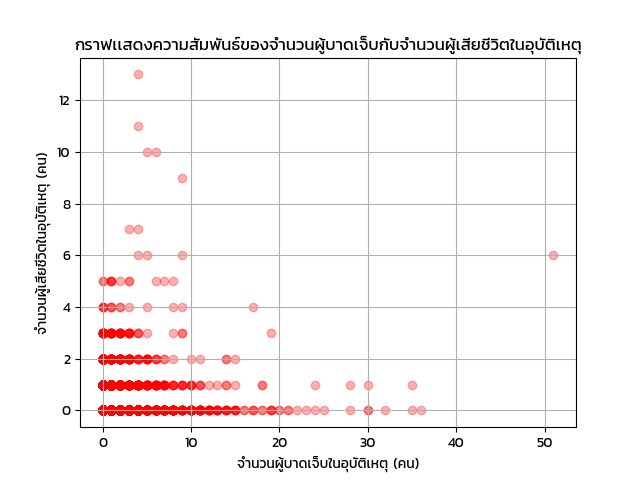 กราฟแสดงความสัมพันธ์ของจำนวนผู้บาดเจ็บกับจำนวนผู้เสียชีวิตในอุบัติเหตุ
จำนวนผู้เสียชีวิตในอุบัติเหตุ (คน)
12
10
8
6
4
2
0
0 10 20 30 40 50
จำนวนผู้บาดเจ็บในอุบัติเหตุ (คน)